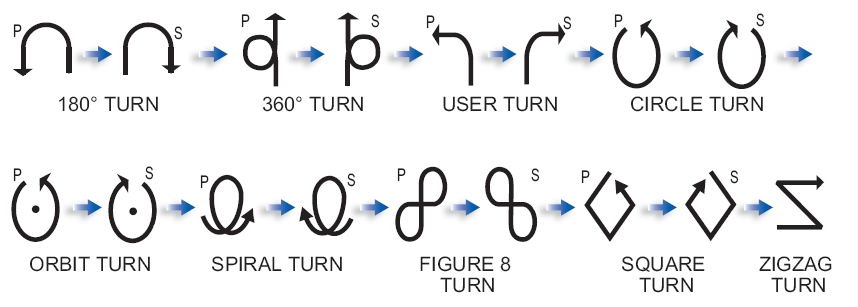 P S P S P S P S
180° TURN 360° TURN USER TURN CIRCLE TURN
P S P S P S P S
ORBIT TURN SPIRAL TURN FIGURE 8 TURN SQUARE TURN ZIGZAG TURN